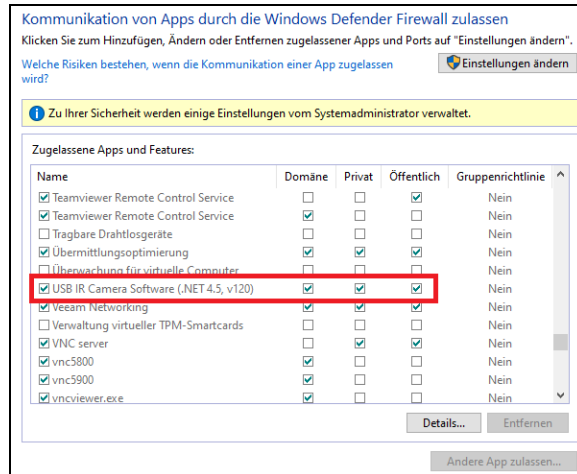 Kommunikation von Apps durch die Windows Defender Firewall zulassen
Klicken Sie zum Hinzufügen, Ändern oder Entfernen zugelassener Apps und Ports auf "Einstellungen ändern".
Welche Risiken bestehen, wenn die Kommunikation einer App zugelassen
wird?
Einstellungen ändern
Zu Ihrer Sicherheit werden einige Einstellungen vom Systemadministrator verwaltet.
Zugelassene Apps und Features:
Name Domäne Privat Öffentlich Gruppenrichtlinie
Teamviewer Remote Control Service Nein
Teamviewer Remote Control Service Nein
Tragbare Drahtlosgeräte Nein
Übermittlungsoptimierung Nein
Überwachung für virtuelle Computer Nein
USB IR Camera Software (.NET 4.5, v120) Nein
Veeam Networking Nein
Verwaltung virtueller TPM-Smartcards Nein
VNC server Nein
vnc5800 Nein
vnc5900 Nein
vncviewer.exe Nein
Details... Entfernen
Andere App zulassen...